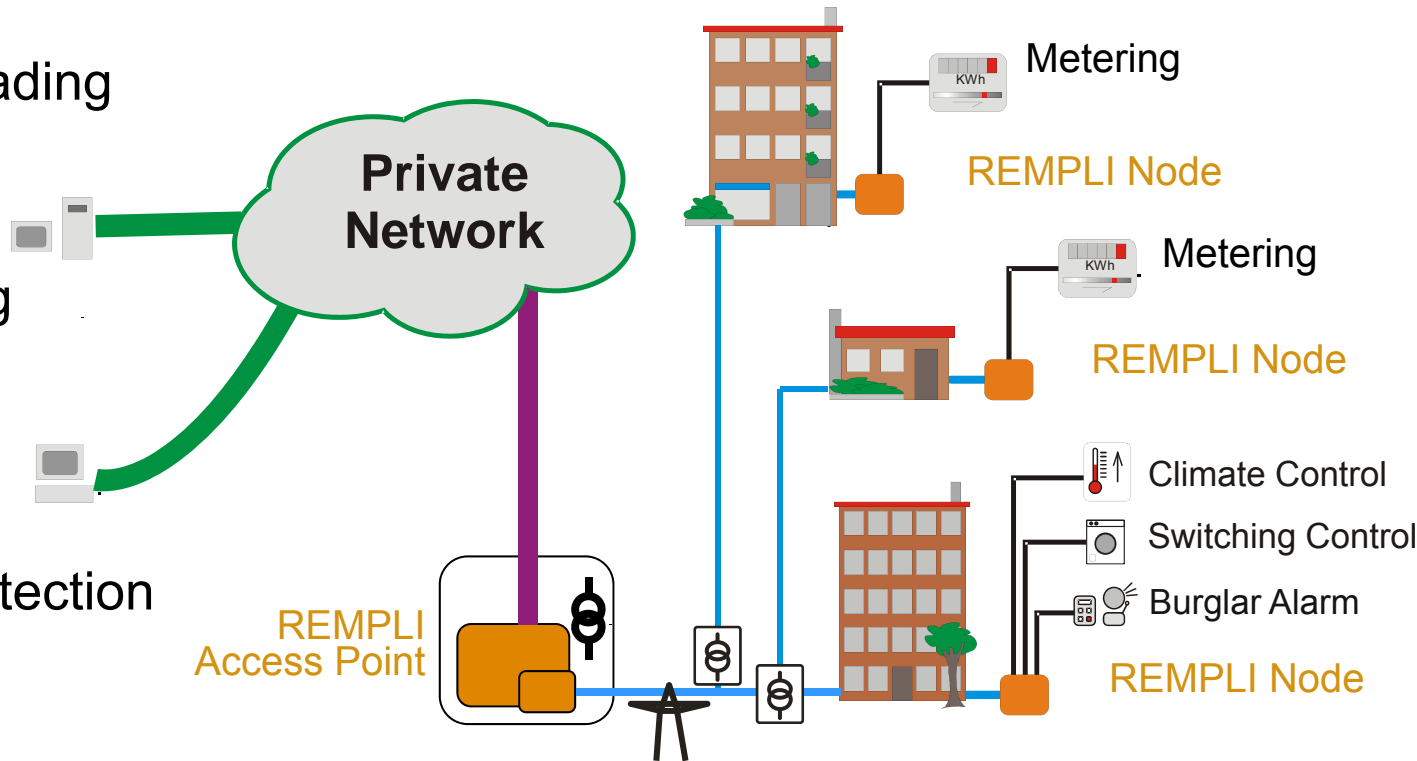 ading
g
tection
Private
Network
REMPLI
Access Point
KWh
Metering
REMPLI Node
KWh
Metering
REMPLI Node
Climate Control
Switching Control
Burglar Alarm
REMPLI Node